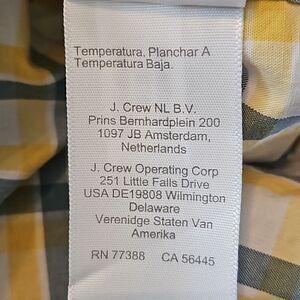 Temperatura. Planchar A
Temperatura Baja.
J. Crew NL B.V.
Prins Bernhardplein 200
1097 JB Amsterdam,
Netherlands
J. Crew Operating Corp
251 Little Falls Drive
USA DE19808 Wilmington
Delaware
Verenidge Staten Van
Amerika
RN 77388 CA 56445